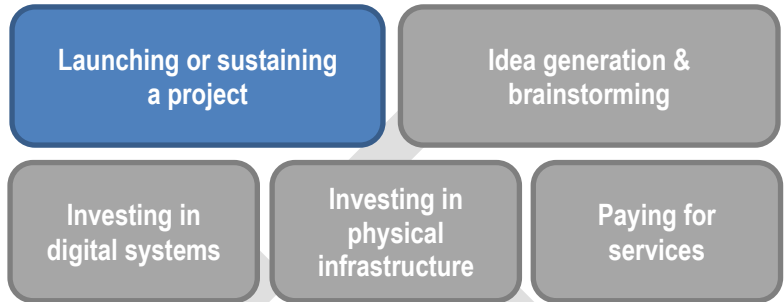 Launching or sustaining
a project
Idea generation &
brainstorming
Investing in
digital systems
Investing in
physical
infrastructure
Paying for
services